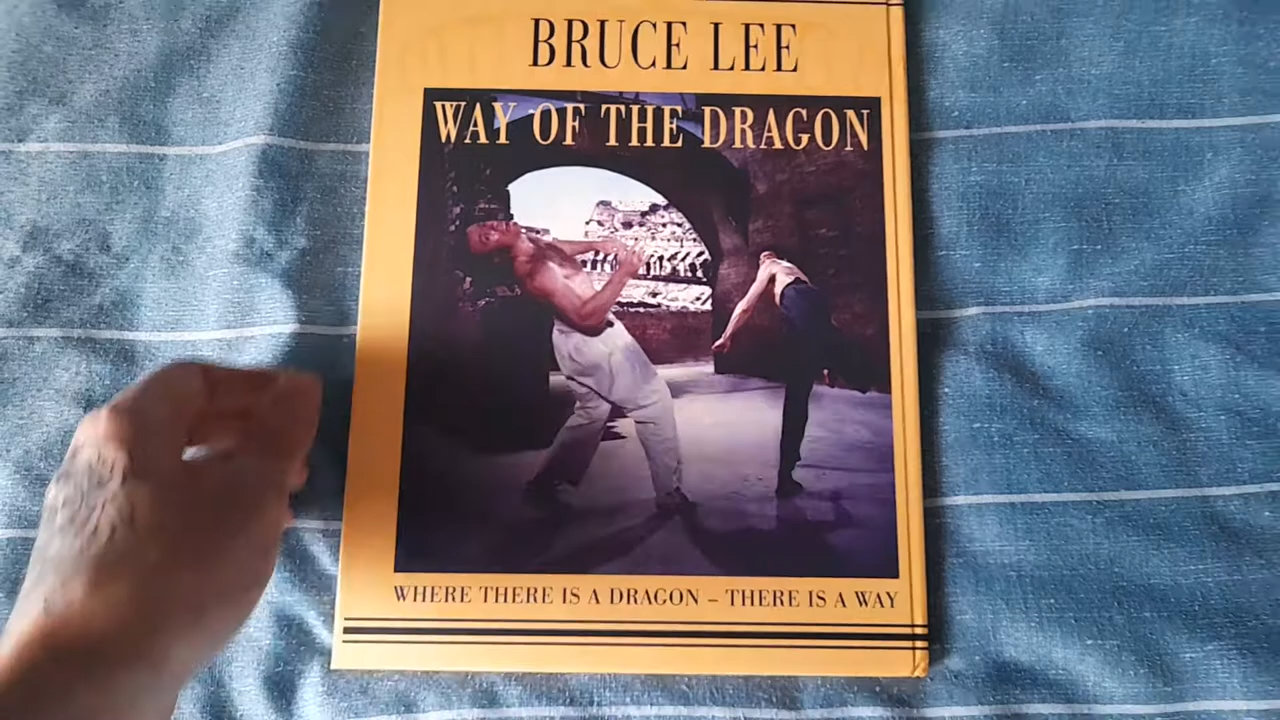 BRUCE LEE
WAY OF THE DRAGON
WHERE THERE IS A DRAGON – THERE IS A WAY